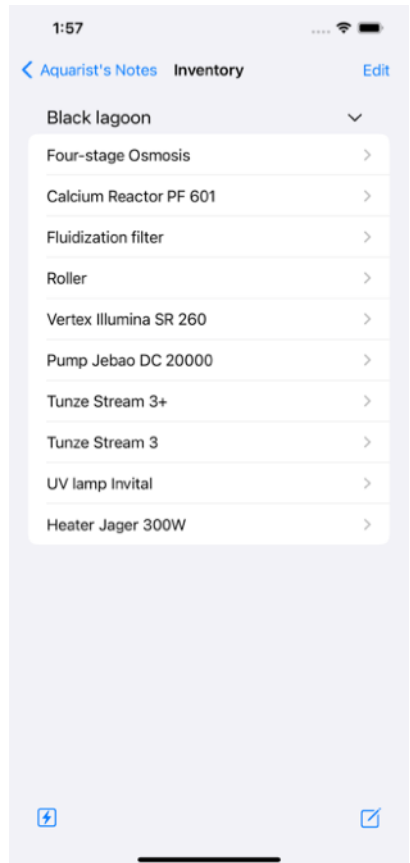 1:57
Aquarist's Notes Inventory Edit
Black lagoon
Four-stage Osmosis
Calcium Reactor PF 601
Fluidization filter
Roller
Vertex Illumina SR 260
Pump Jebao DC 20000
Tunze Stream 3+
Tunze Stream 3
UV lamp Invital
Heater Jager 300W